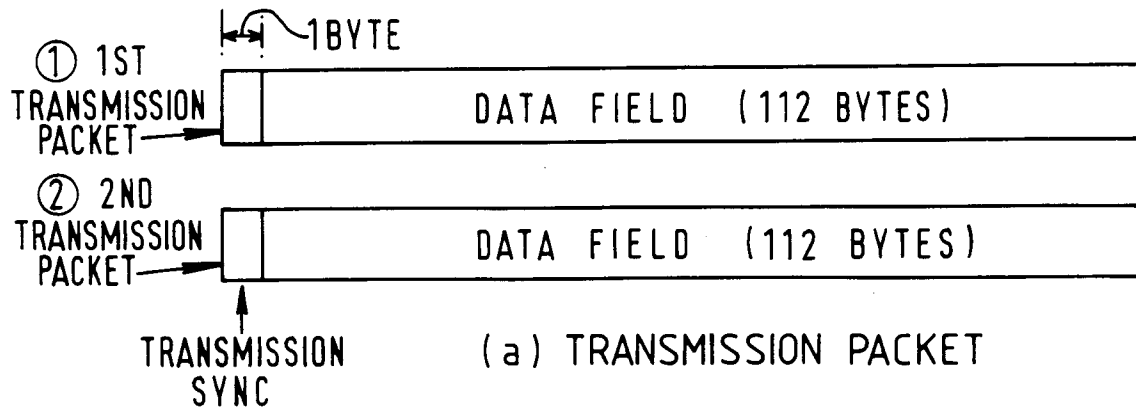 1BYTE
① 1ST
TRANSMISSION
PACKET
DATA FIELD (112 BYTES)
② 2ND
TRANSMISSION
PACKET
DATA FIELD (112 BYTES)
TRANSMISSION
SYNC
(a) TRANSMISSION PACKET